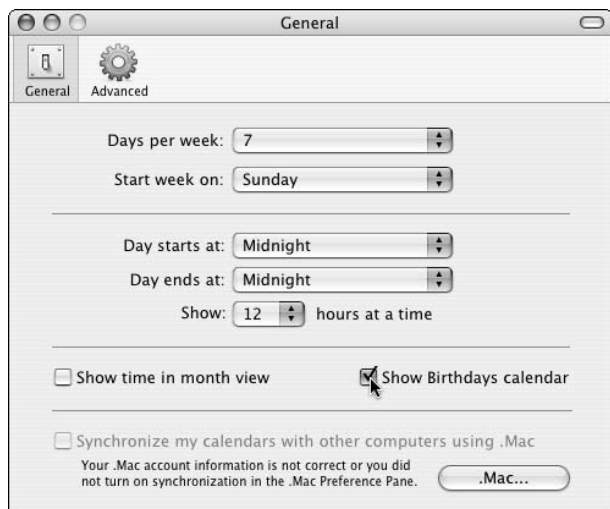 General
General
Advanced
Days per week: 7
Start week on: Sunday
Day starts at: Midnight
Day ends at: Midnight
Show: 12 hours at a time
Show time in month view
Show Birthdays calendar
Synchronize my calendars with other computers using .Mac
Your .Mac account information is not correct or you did
not turn on synchronization in the .Mac Preference Pane.
.Mac...